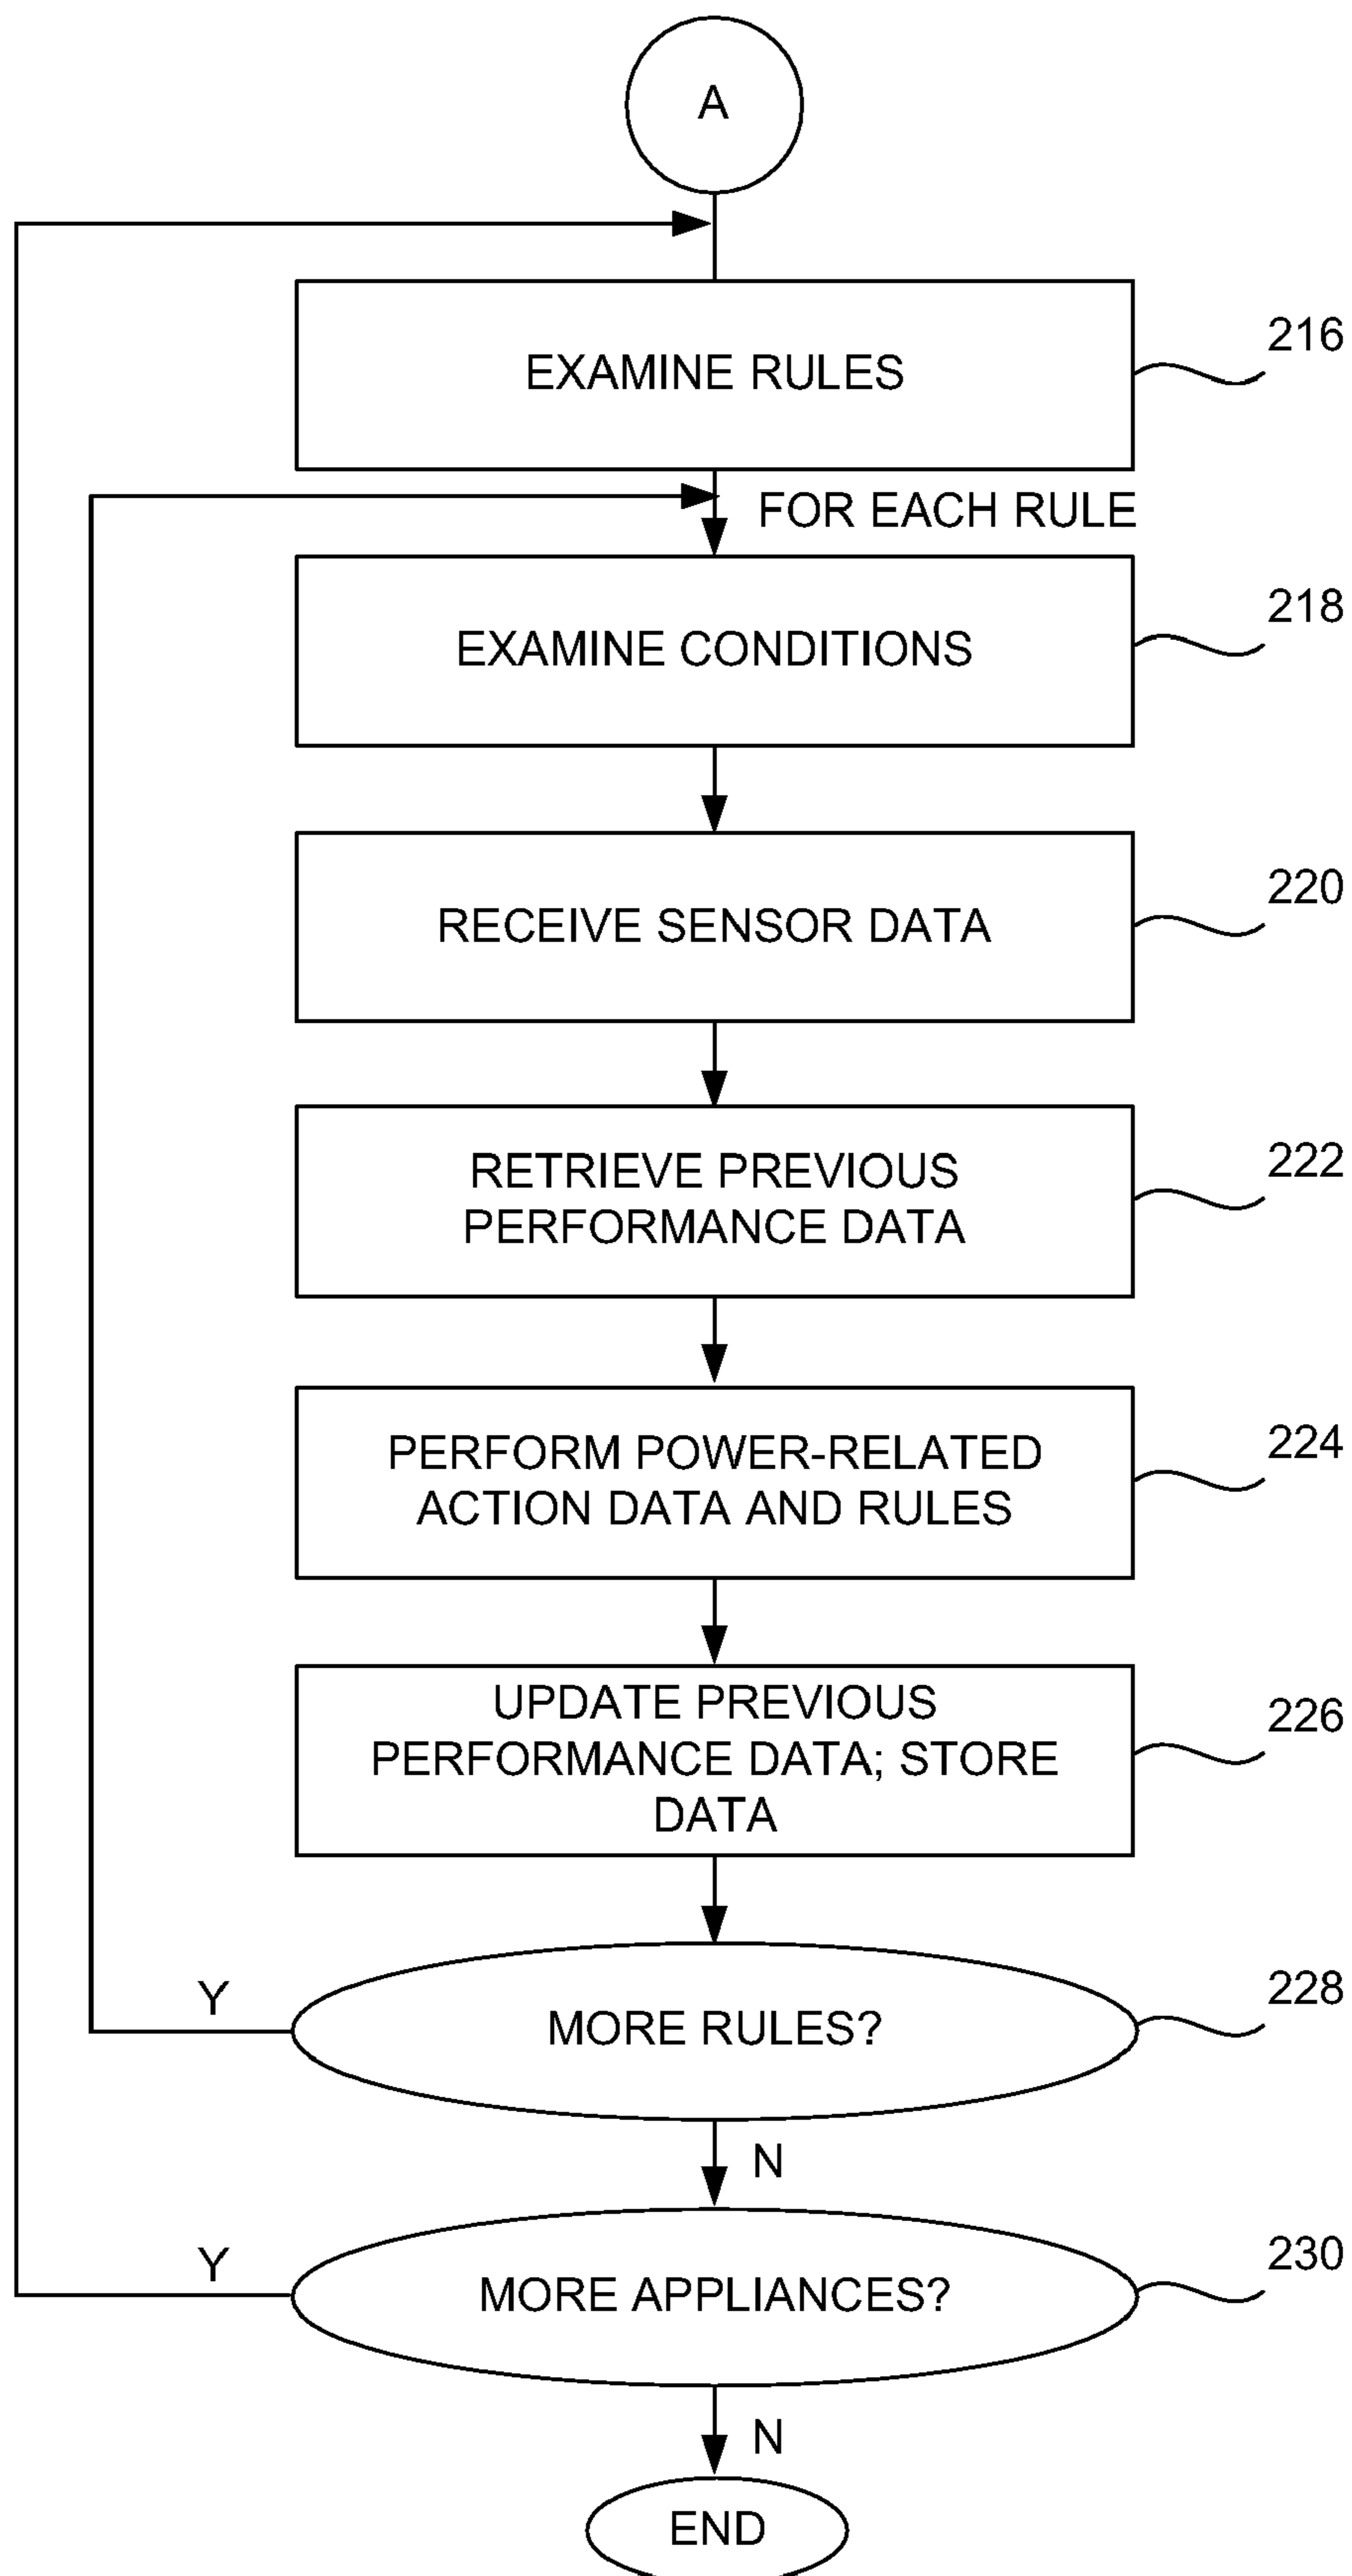 A
EXAMINE RULES
216
FOR EACH RULE
EXAMINE CONDITIONS
218
RECEIVE SENSOR DATA
220
RETRIEVE PREVIOUS
PERFORMANCE DATA
222
PERFORM POWER-RELATED
ACTION DATA AND RULES
224
UPDATE PREVIOUS
PERFORMANCE DATA; STORE
DATA
226
Y
MORE RULES?
228
N
Y
MORE APPLIANCES?
230
N
END